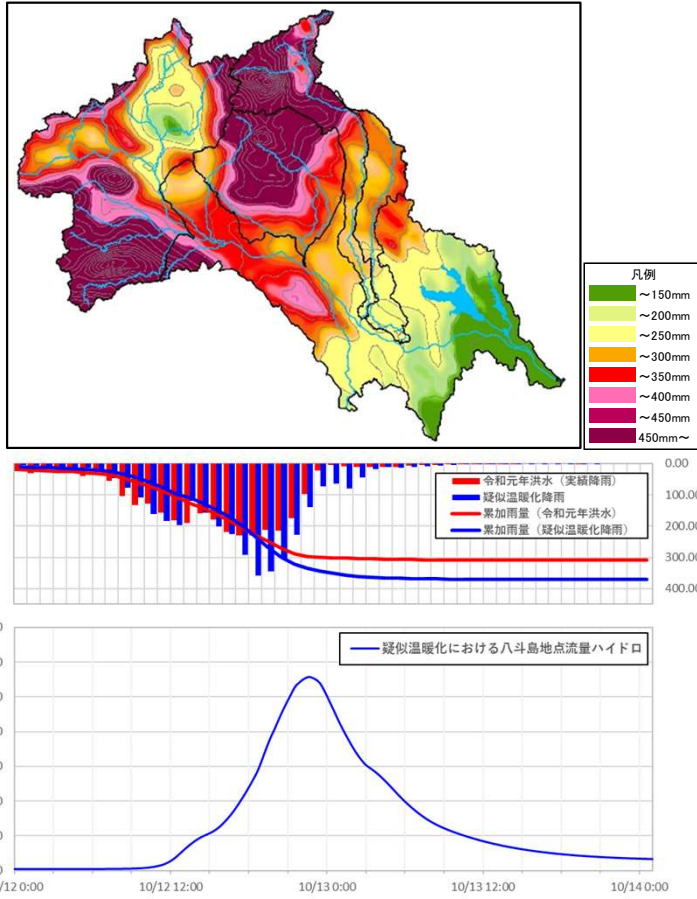 凡例
~150mm
~200mm
~250mm
~300mm
~350mm
~400mm
~450mm
450mm~
令和元年洪水（実績降雨）
疑似温暖化降雨
累加雨量（令和元年洪水）
累加雨量（疑似温暖化降雨）
0.00
100.00
200.00
300.00
400.00
疑似温暖化における八斗島地点流量ハイドロ
10/12 12:00
10/13 0:00
10/13 12:00
10/14 0:00